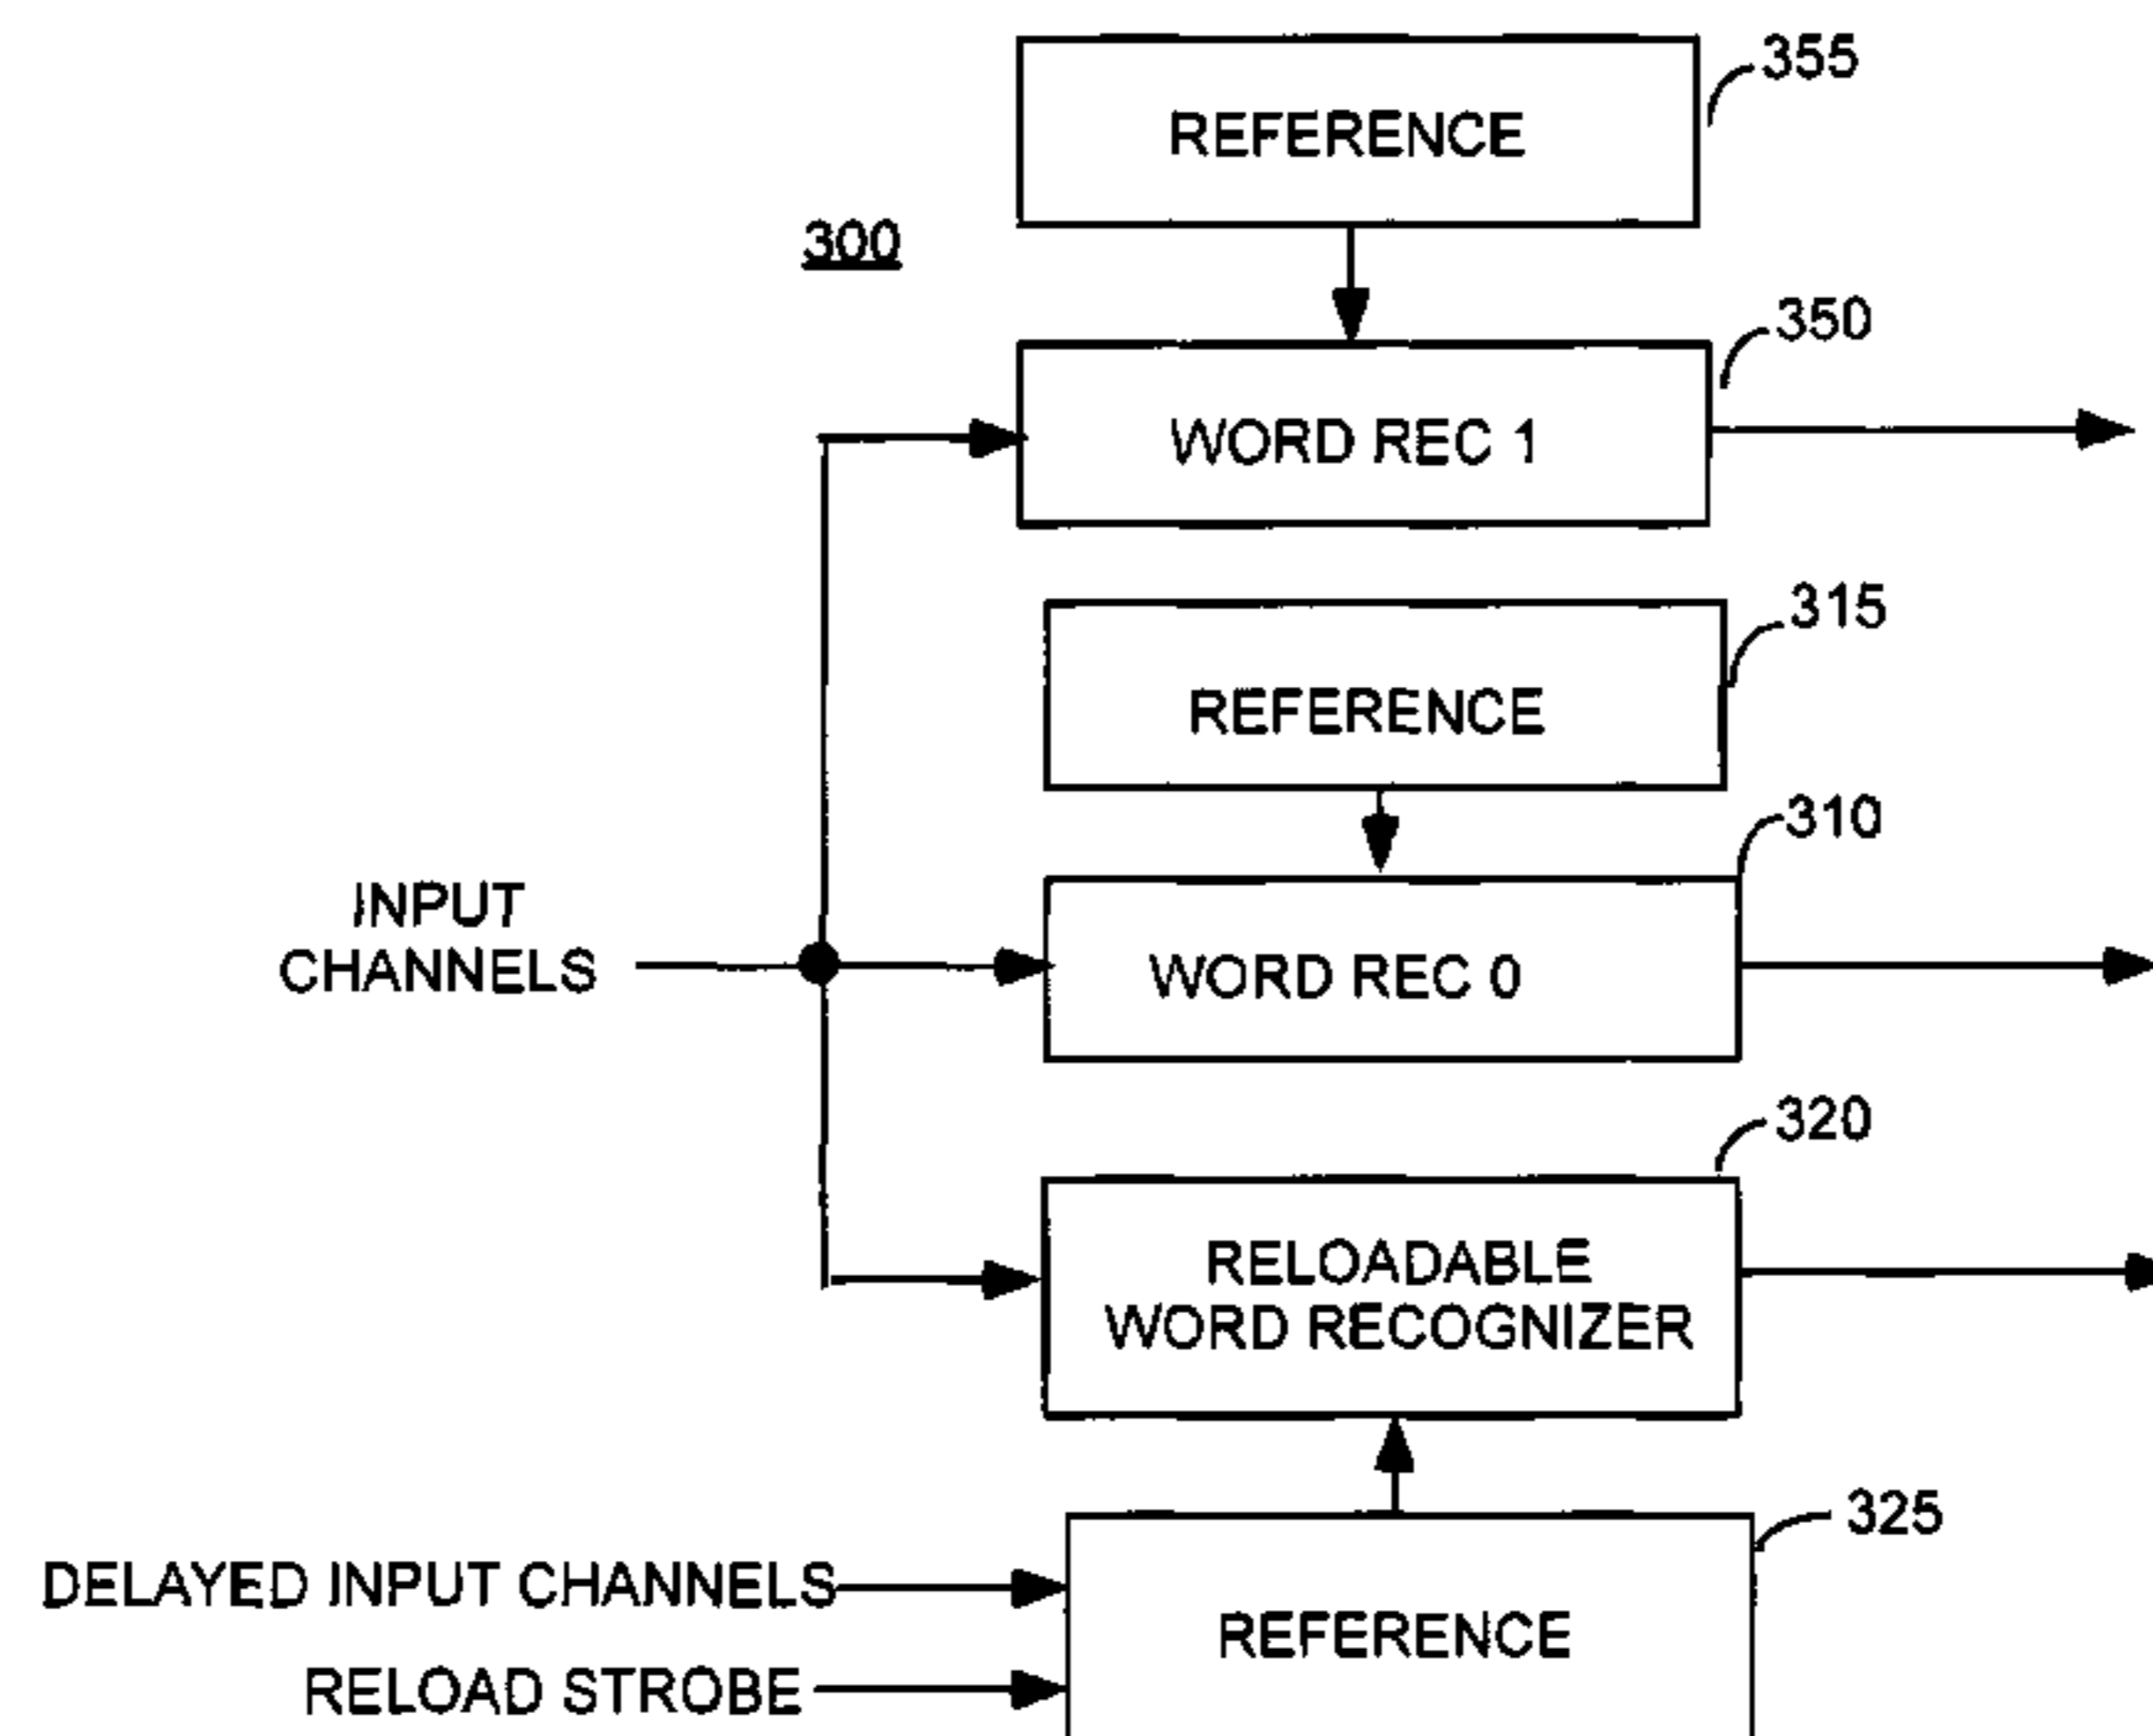 355
REFERENCE
300
350
WORD REC 1
315
REFERENCE
310
INPUT
CHANNELS
WORD REC 0
320
RELOADABLE
WORD RECOGNIZER
325
DELAYED INPUT CHANNELS
REFERENCE
RELOAD STROBE